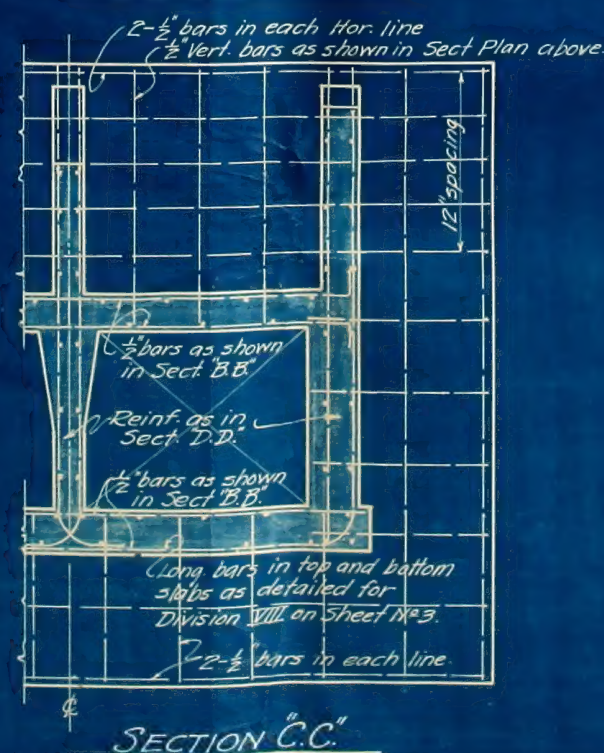 2-½" bars in each Hor. line
½" Vert. bars as shown in Sect Plan above.
12" spacing
½" bars as shown
in Sect. "B.B."
Reinf. as in
Sect. "D.D."
½" bars as shown
in Sect "B.B."
Long. bars in top and bottom
slabs as detailed for
Division VIII on Sheet Nº3.
2-½" bars in each line.
℄
SECTION "C.C."